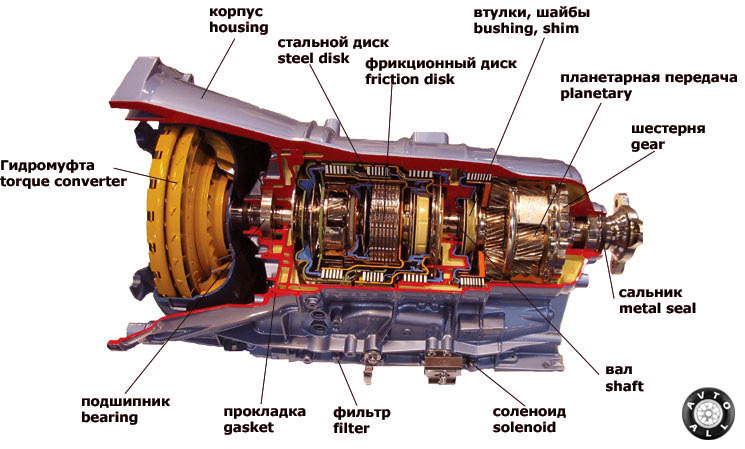 корпус
housing
втулки, шайбы
bushing, shim
стальной диск
steel disk
фрикционный диск
friction disk
планетарная передача
planetary
шестерня
gear
Гидромуфта
torque converter
сальник
metal seal
вал
shaft
подшипник
bearing
прокладка
gasket
фильтр
filter
соленоид
solenoid
AVTO
ALL